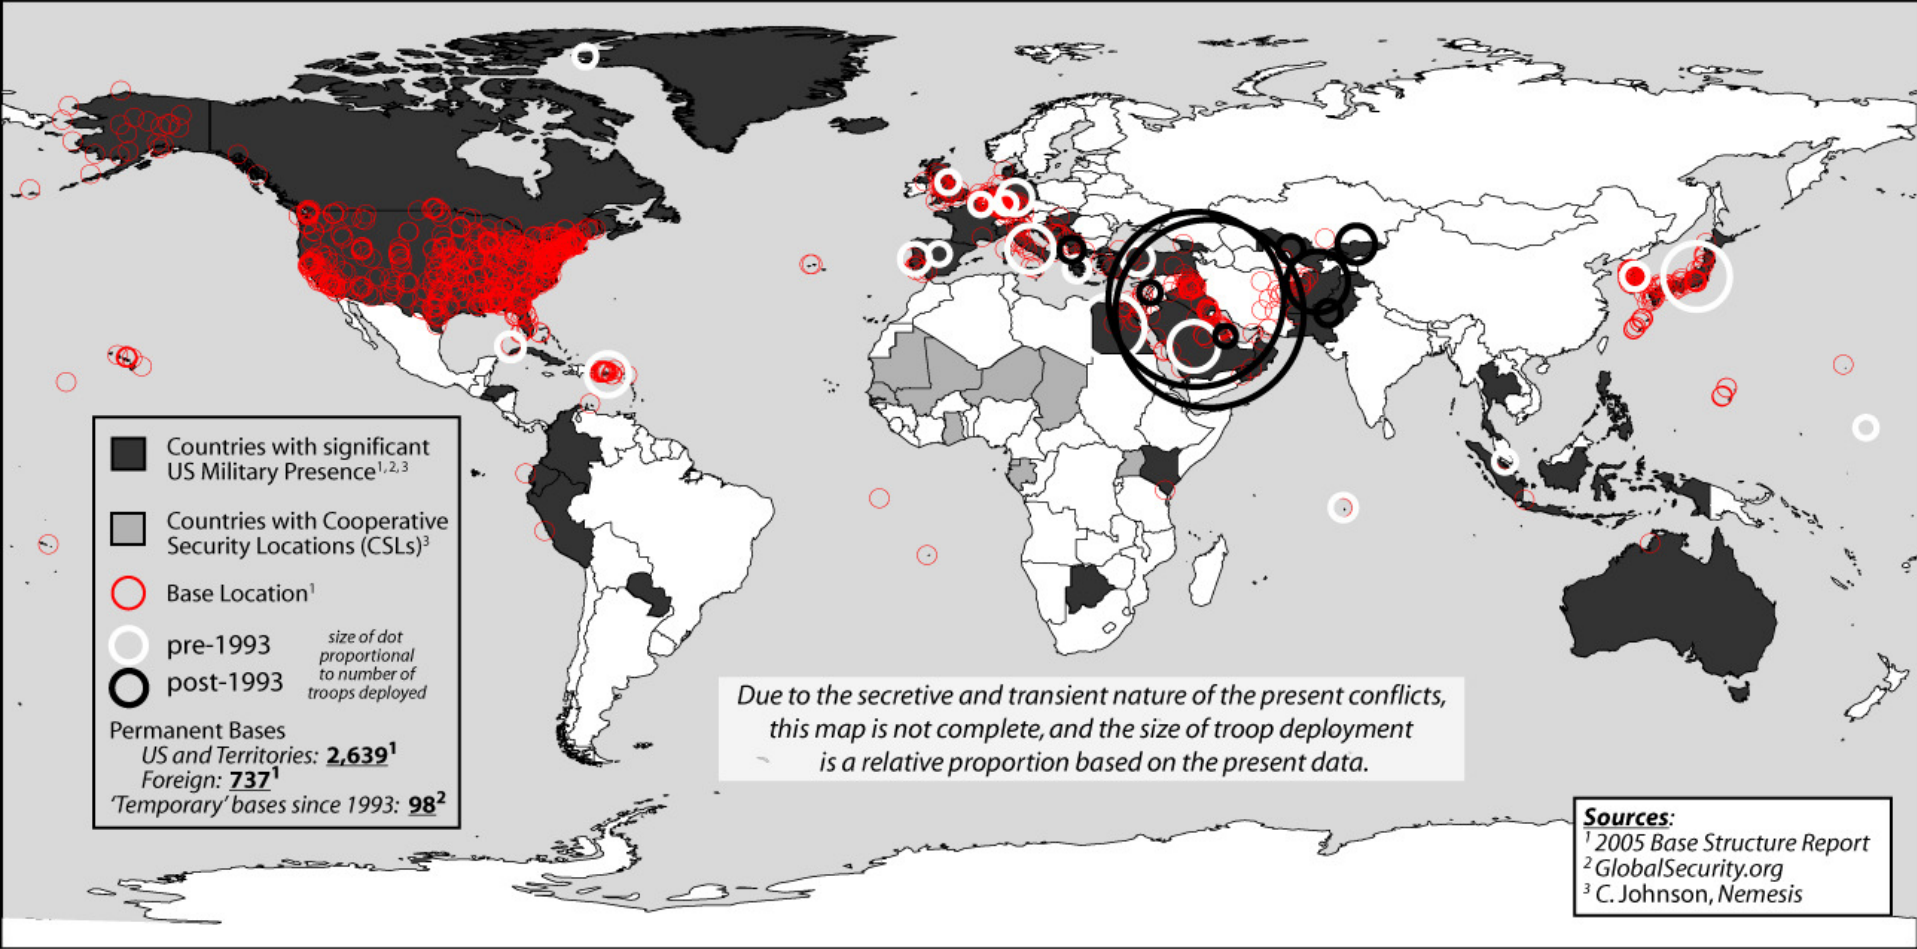 Countries with significant
US Military Presence1,2,3
Countries with Cooperative
Security Locations (CSLs)3
Base Location1
pre-1993
post-1993
size of dot
proportional
to number of
troops deployed
Permanent Bases
US and Territories: 2,6391
Foreign: 7371
'Temporary' bases since 1993: 982
Due to the secretive and transient nature of the present conflicts,
this map is not complete, and the size of troop deployment
is a relative proportion based on the present data.
Sources:
1 2005 Base Structure Report
2 GlobalSecurity.org
3 C. Johnson, Nemesis